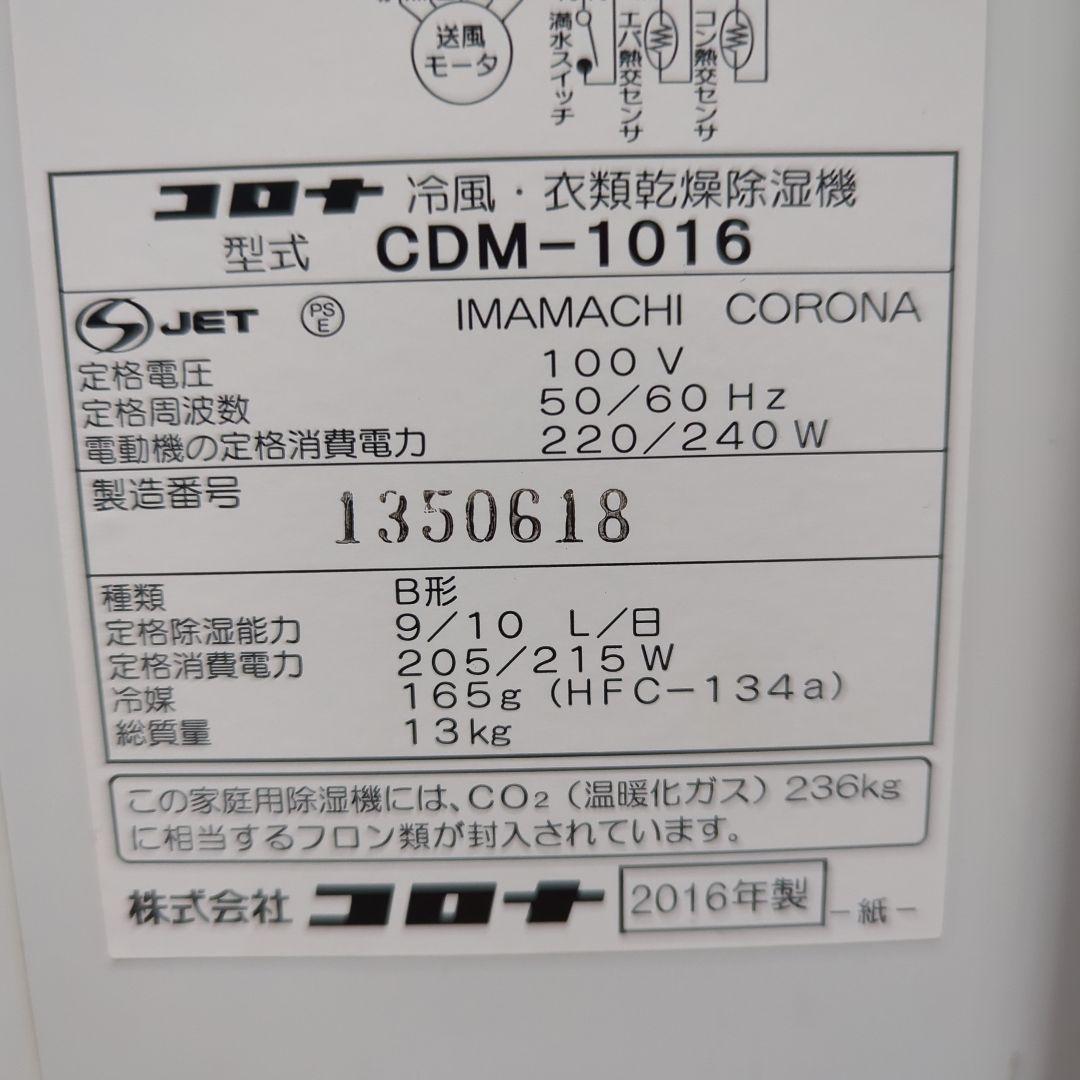 送風
モータ
満水スイッチ
エバ熱交センサ
コン熱交センサ
コロナ 冷風・衣類乾燥除湿機
型式 CDM-1016
JET PSE IMAMACHI CORONA
定格電圧 100 V
定格周波数 50/60 Hz
電動機の定格消費電力 220/240 W
製造番号 1350618
種類 B形
定格除湿能力 9/10 L/日
定格消費電力 205/215W
冷媒 165g (HFC-134a)
総質量 13kg
この家庭用除湿機には、CO2(温暖化ガス)236kg
に相当するフロン類が封入されています。
株式会社 コロナ 2016年製 -紙-